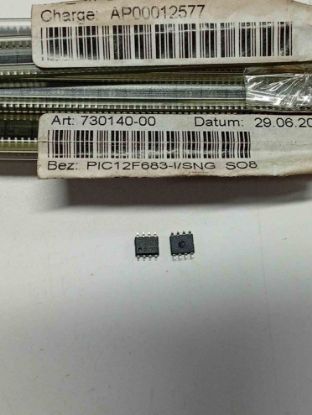 Charge: AP00012577
Art: 730140-00 Datum: 29.06.20
Bez: PIC12F683-I/SNG SO8